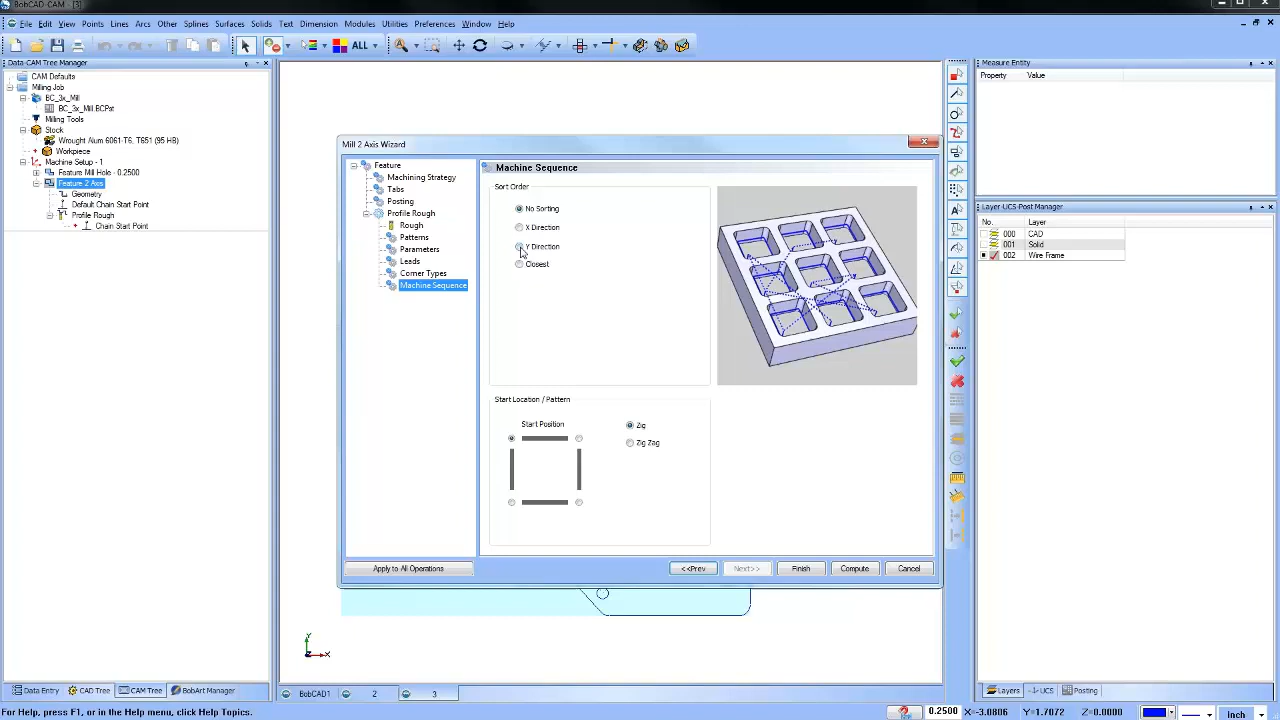 BobCAD-CAM - [3]
File Edit View Points Lines Arcs Other Splines Surfaces Solids Text Dimension Modules Utilities Preferences Window Help
ALL
Data-CAM Tree Manager
CAM Defaults
Milling Job
BC_3x_Mill
BC_3x_Mill.BCPst
Milling Tools
Stock
Wrought Alum 6061-T6, T651 (95 HB)
Workpiece
Machine Setup - 1
Feature Mill Hole - 0.2500
Feature 2 Axis
Geometry
Default Chain Start Point
Profile Rough
Chain Start Point
Mill 2 Axis Wizard
Feature
Machining Strategy
Tabs
Posting
Profile Rough
Rough
Patterns
Parameters
Leads
Corner Types
Machine Sequence
Machine Sequence
Sort Order
No Sorting
X Direction
Y Direction
Closest
Start Location / Pattern
Start Position
Zig
Zig Zag
Apply to All Operations
<<Prev Next>> Finish Compute Cancel
Measure Entity
Property Value
Layer-UCS-Post Manager
No. Layer
000 CAD
001 Solid
002 Wire Frame
Y
X
Data Entry CAD Tree CAM Tree BobArt Manager
BobCAD1 2 3
Layers UCS Posting
For Help, press F1, or in the Help menu, click Help Topics.
0.2500 X=-3.0806 Y=1.7072 Z=0.0000 Inch